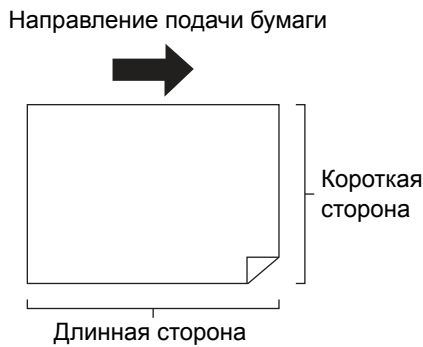 Направление подачи бумаги
Короткая
сторона
Длинная сторона